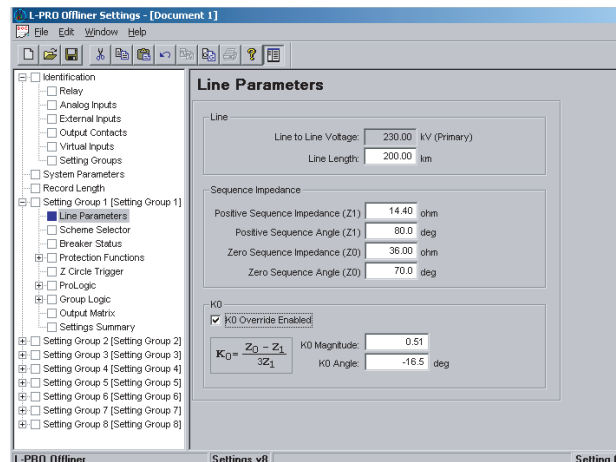 L-PRO Offliner Settings - [Document 1]
File Edit Window Help
Identification
Relay
Analog Inputs
External Inputs
Output Contacts
Virtual Inputs
Setting Groups
System Parameters
Record Length
Setting Group 1 [Setting Group 1]
Line Parameters
Scheme Selector
Breaker Status
Protection Functions
Z Circle Trigger
ProLogic
Group Logic
Output Matrix
Settings Summary
Setting Group 2 [Setting Group 2]
Setting Group 3 [Setting Group 3]
Setting Group 4 [Setting Group 4]
Setting Group 5 [Setting Group 5]
Setting Group 6 [Setting Group 6]
Setting Group 7 [Setting Group 7]
Setting Group 8 [Setting Group 8]
Line Parameters
Line
Line to Line Voltage: 230.00 kV (Primary)
Line Length: 200.00 km
Sequence Impedance
Positive Sequence Impedance (Z1) 14.40 ohm
Positive Sequence Angle (Z1) 80.0 deg
Zero Sequence Impedance (Z0) 36.00 ohm
Zero Sequence Angle (Z0) 70.0 deg
K0
K0 Override Enabled
K0 = Z0 - Z1 / 3Z1
K0 Magnitude: 0.51
K0 Angle: -16.5 deg
L-PRO Offliner Settings v8 Setting